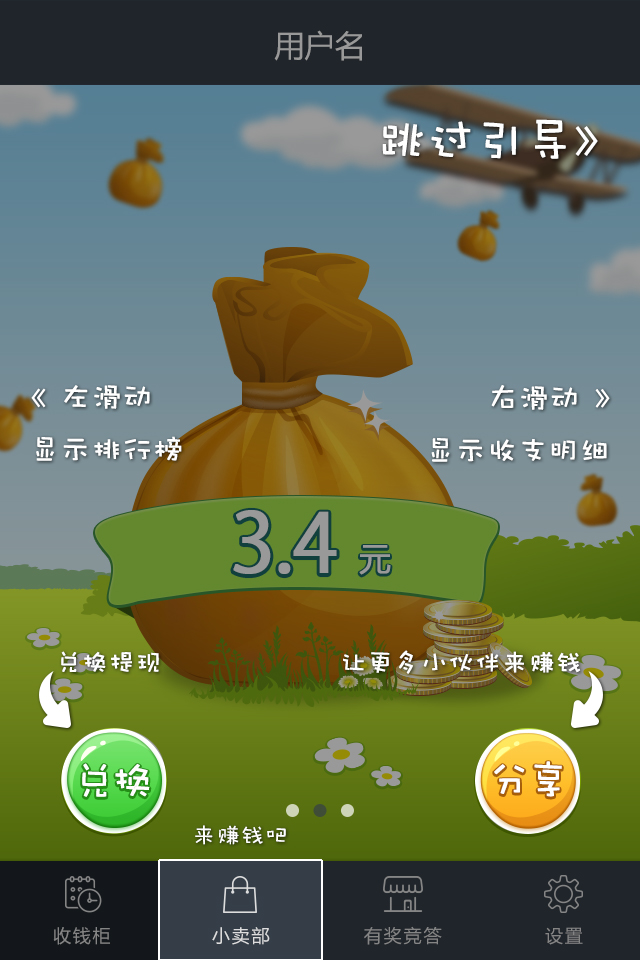 用户名
跳过引导》
《 左滑动
显示排行榜
右滑动 》
显示收支明细
3.4 元
兑换提现
让更多小伙伴来赚钱
兑换
分享
来赚钱吧
收钱柜
小卖部
有奖竞答
设置